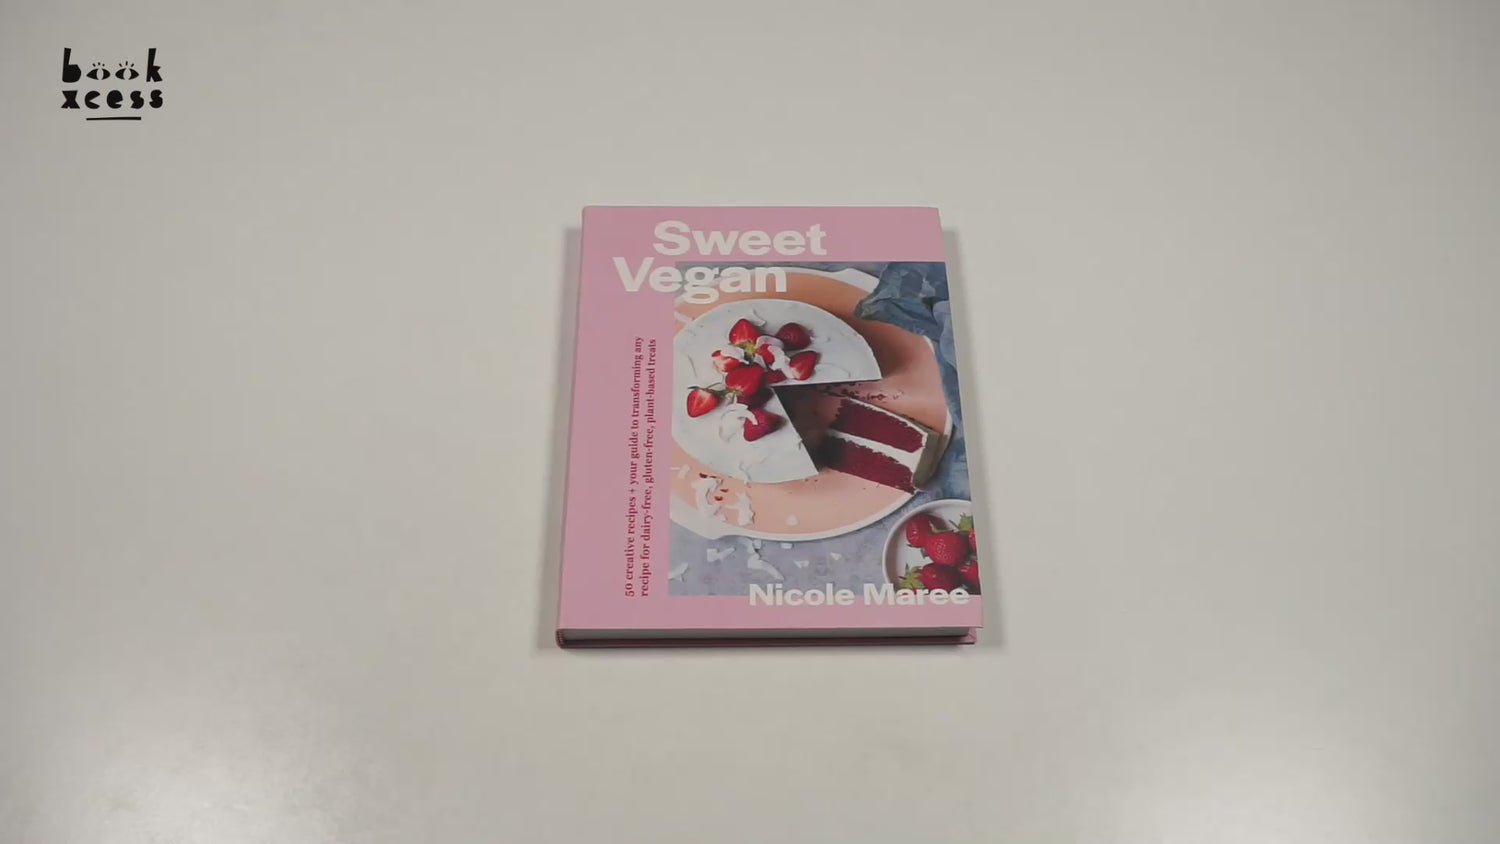 book
xcess
Sweet
Vegan
50 creative recipes + your guide to transforming any
recipe for dairy-free, gluten-free, plant-based treats
Nicole Maree